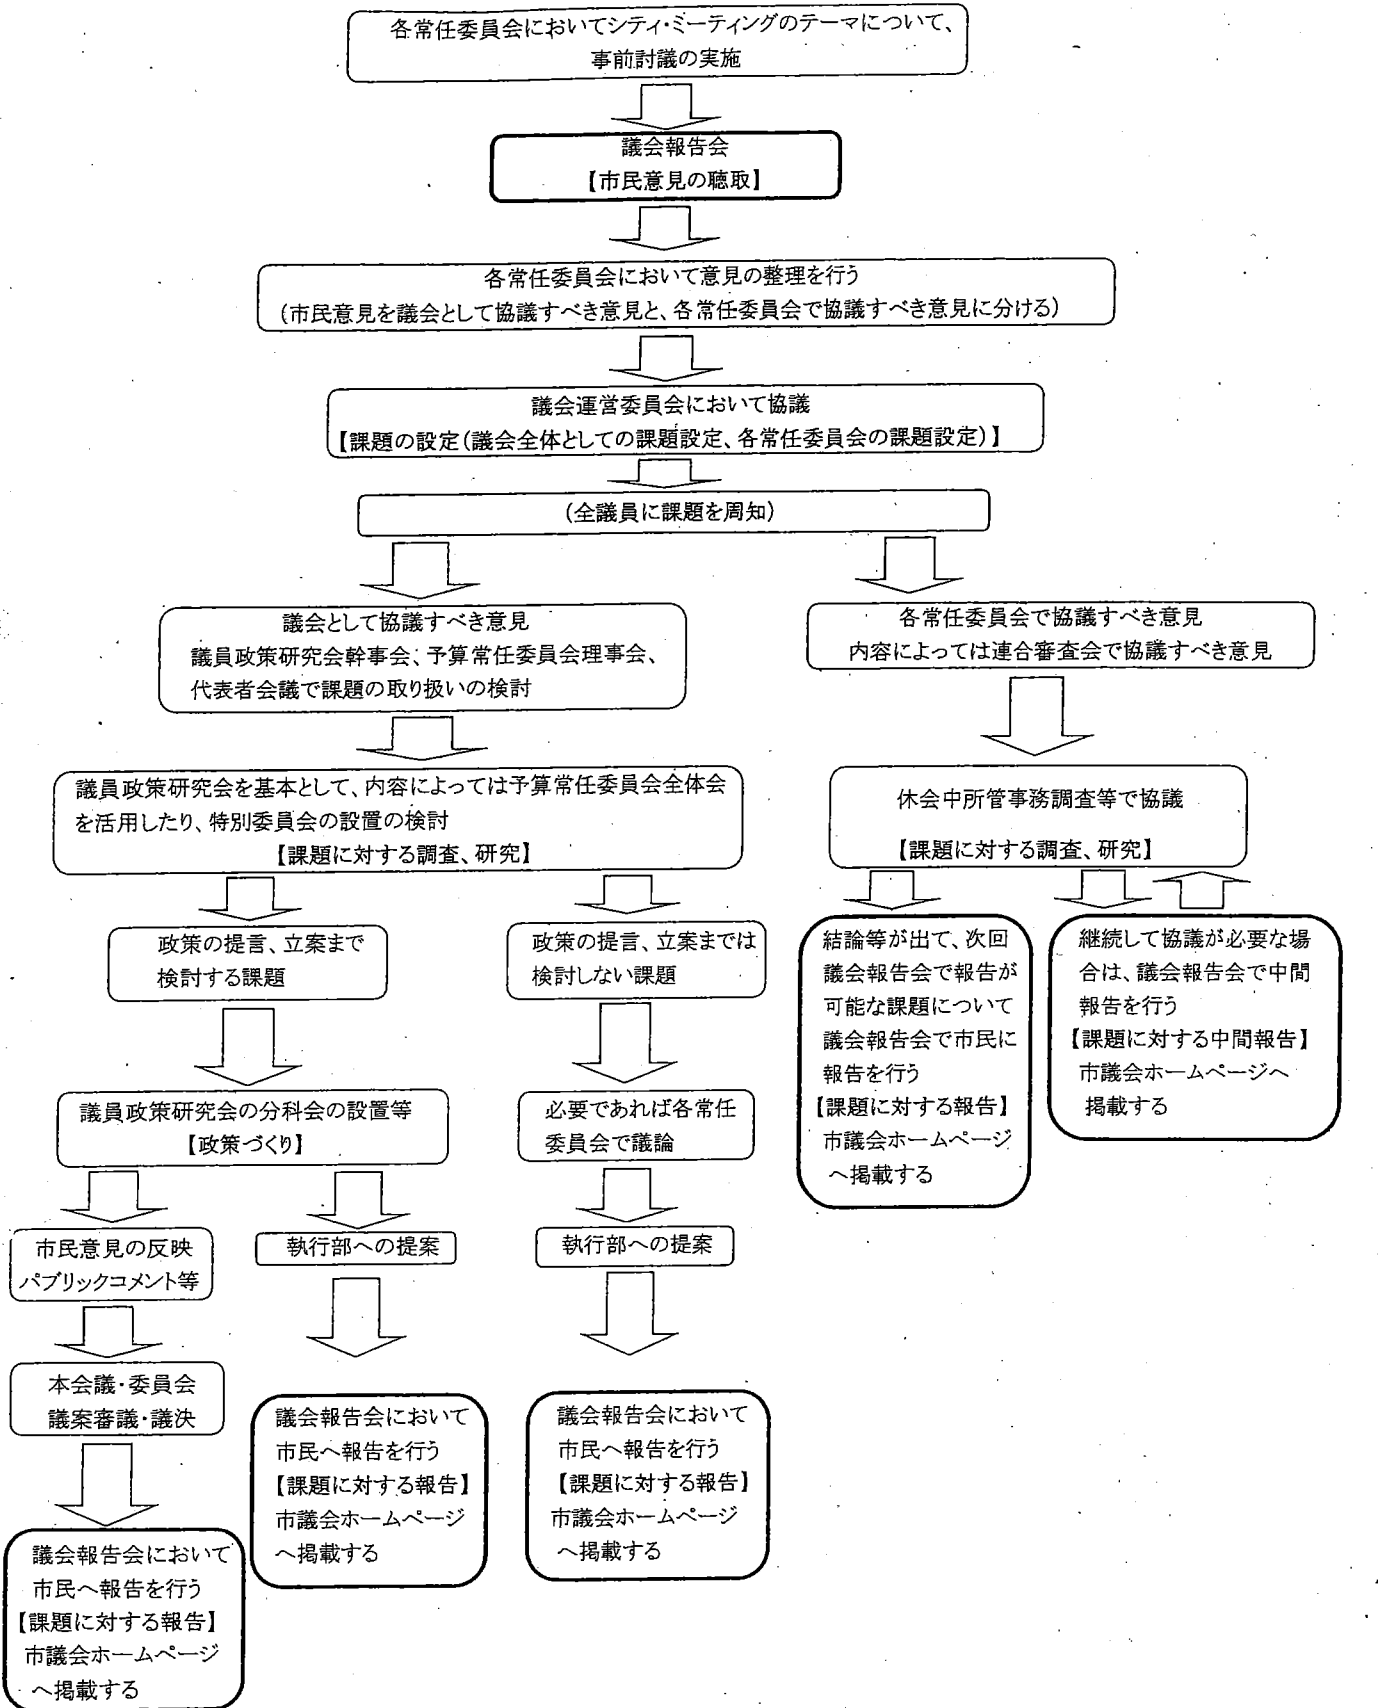 各常任委員会においてシティ・ミーティングのテーマについて、
事前討議の実施
議会報告会
【市民意見の聴取】
各常任委員会において意見の整理を行う
(市民意見を議会として協議すべき意見と、各常任委員会で協議すべき意見に分ける)
議会運営委員会において協議
【課題の設定(議会全体としての課題設定、各常任委員会の課題設定)】
(全議員に課題を周知)
議会として協議すべき意見
議員政策研究会幹事会、予算常任委員会理事会、
代表者会議で課題の取り扱いの検討
各常任委員会で協議すべき意見
内容によっては連合審査会で協議すべき意見
議員政策研究会を基本として、内容によっては予算常任委員会全体会
を活用したり、特別委員会の設置の検討
【課題に対する調査、研究】
休会中所管事務調査等で協議
【課題に対する調査、研究】
政策の提言、立案まで
検討する課題
政策の提言、立案までは
検討しない課題
結論等が出て、次回
議会報告会で報告が
可能な課題について
議会報告会で市民に
報告を行う
【課題に対する報告】
市議会ホームページ
へ掲載する
継続して協議が必要な場
合は、議会報告会で中間
報告を行う
【課題に対する中間報告】
市議会ホームページへ
掲載する
議員政策研究会の分科会の設置等
【政策づくり】
必要であれば各常任
委員会で議論
市民意見の反映
パブリックコメント等
執行部への提案
執行部への提案
本会議・委員会
議案審議・議決
議会報告会において
市民へ報告を行う
【課題に対する報告】
市議会ホームページ
へ掲載する
議会報告会において
市民へ報告を行う
【課題に対する報告】
市議会ホームページ
へ掲載する
議会報告会において
市民へ報告を行う
【課題に対する報告】
市議会ホームページ
へ掲載する